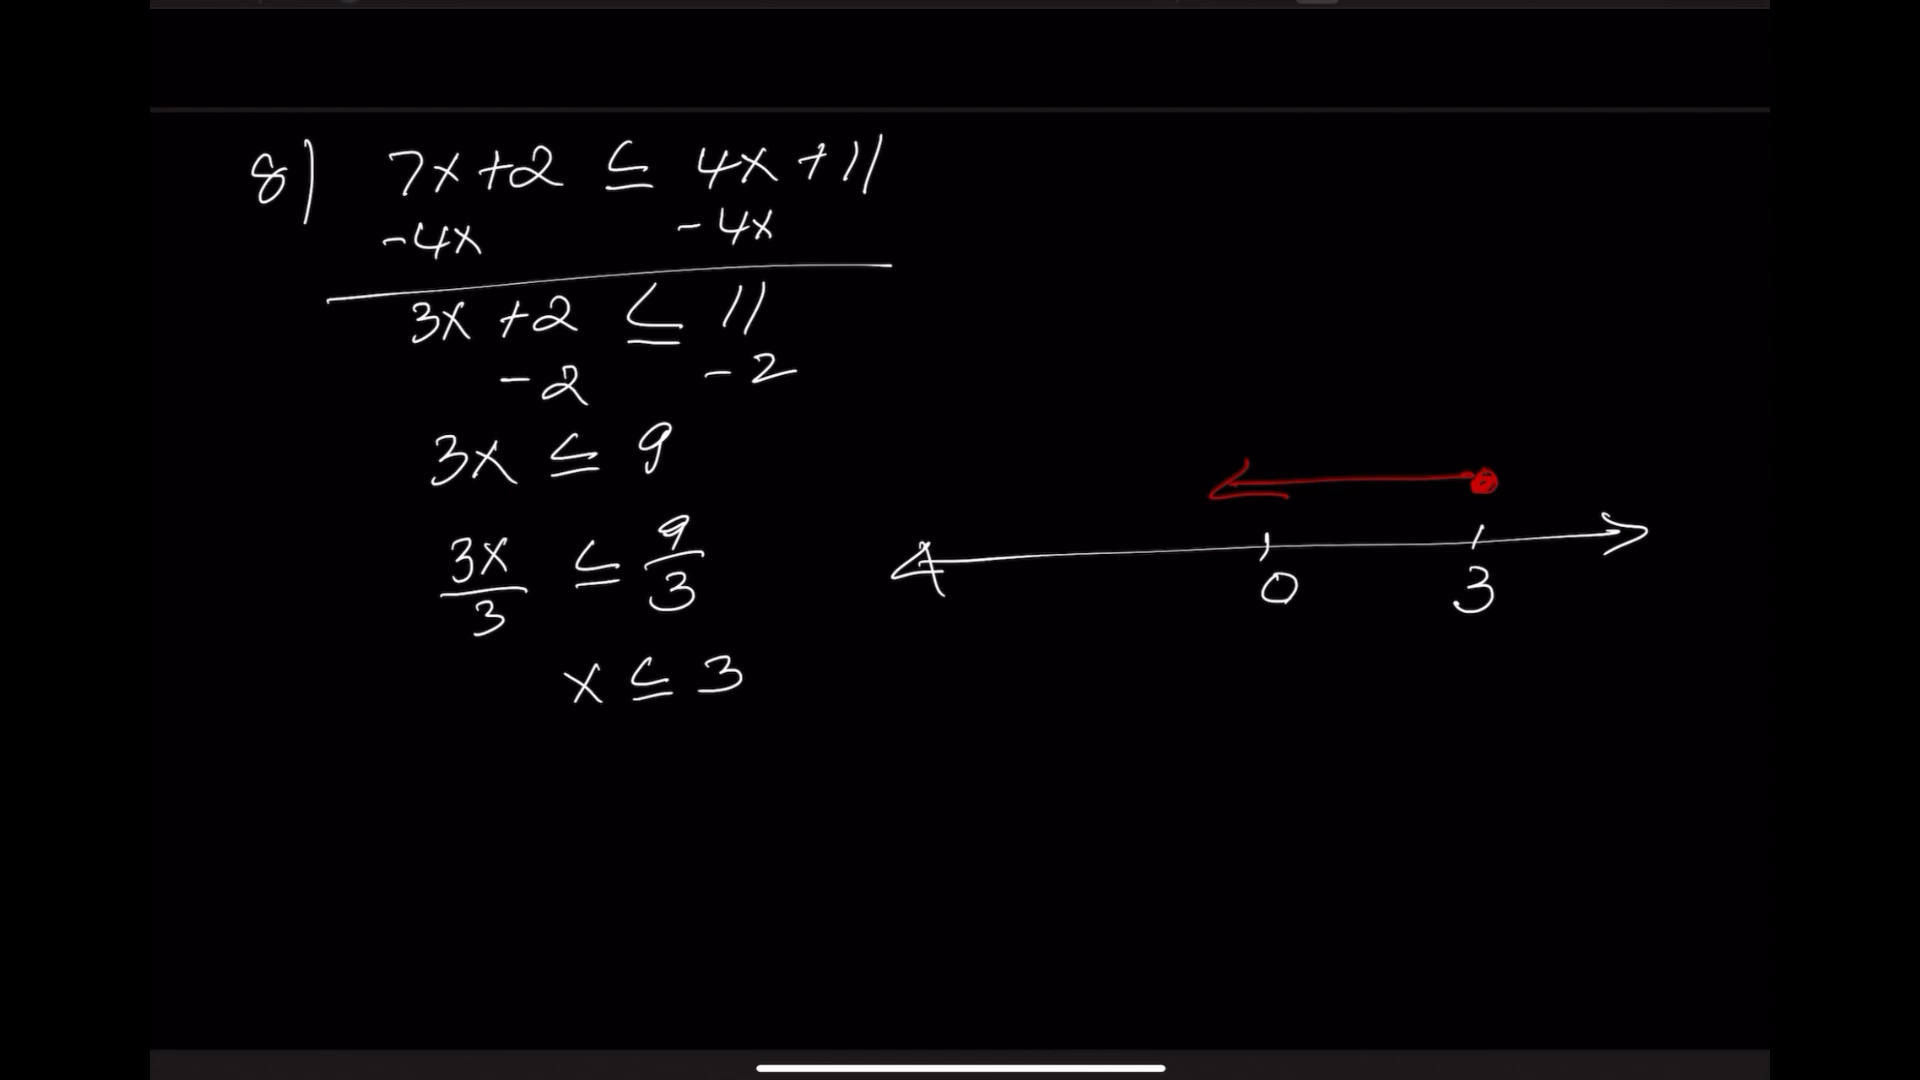 8) 7x + 2 ≤ 4x + 11
-4x -4x
3x + 2 ≤ 11
-2 -2
3x ≤ 9
3x/3 ≤ 9/3
x ≤ 3
0 3